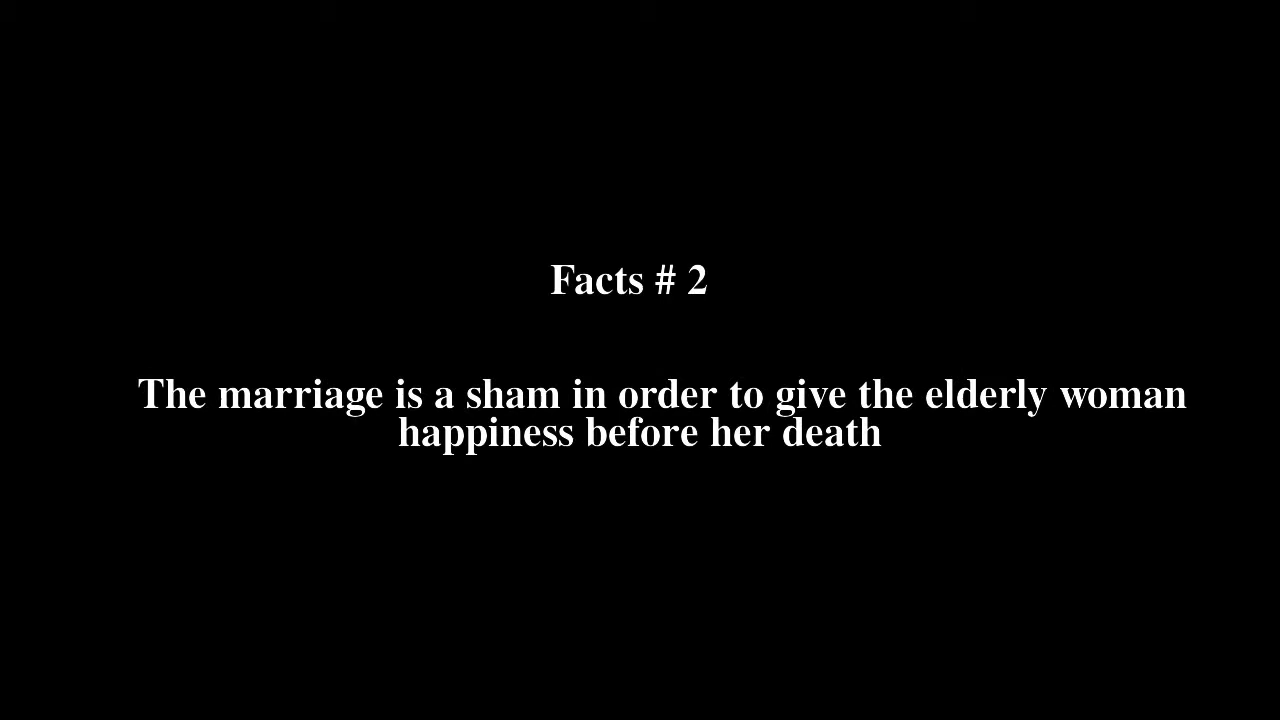 Facts # 2
The marriage is a sham in order to give the elderly woman
happiness before her death